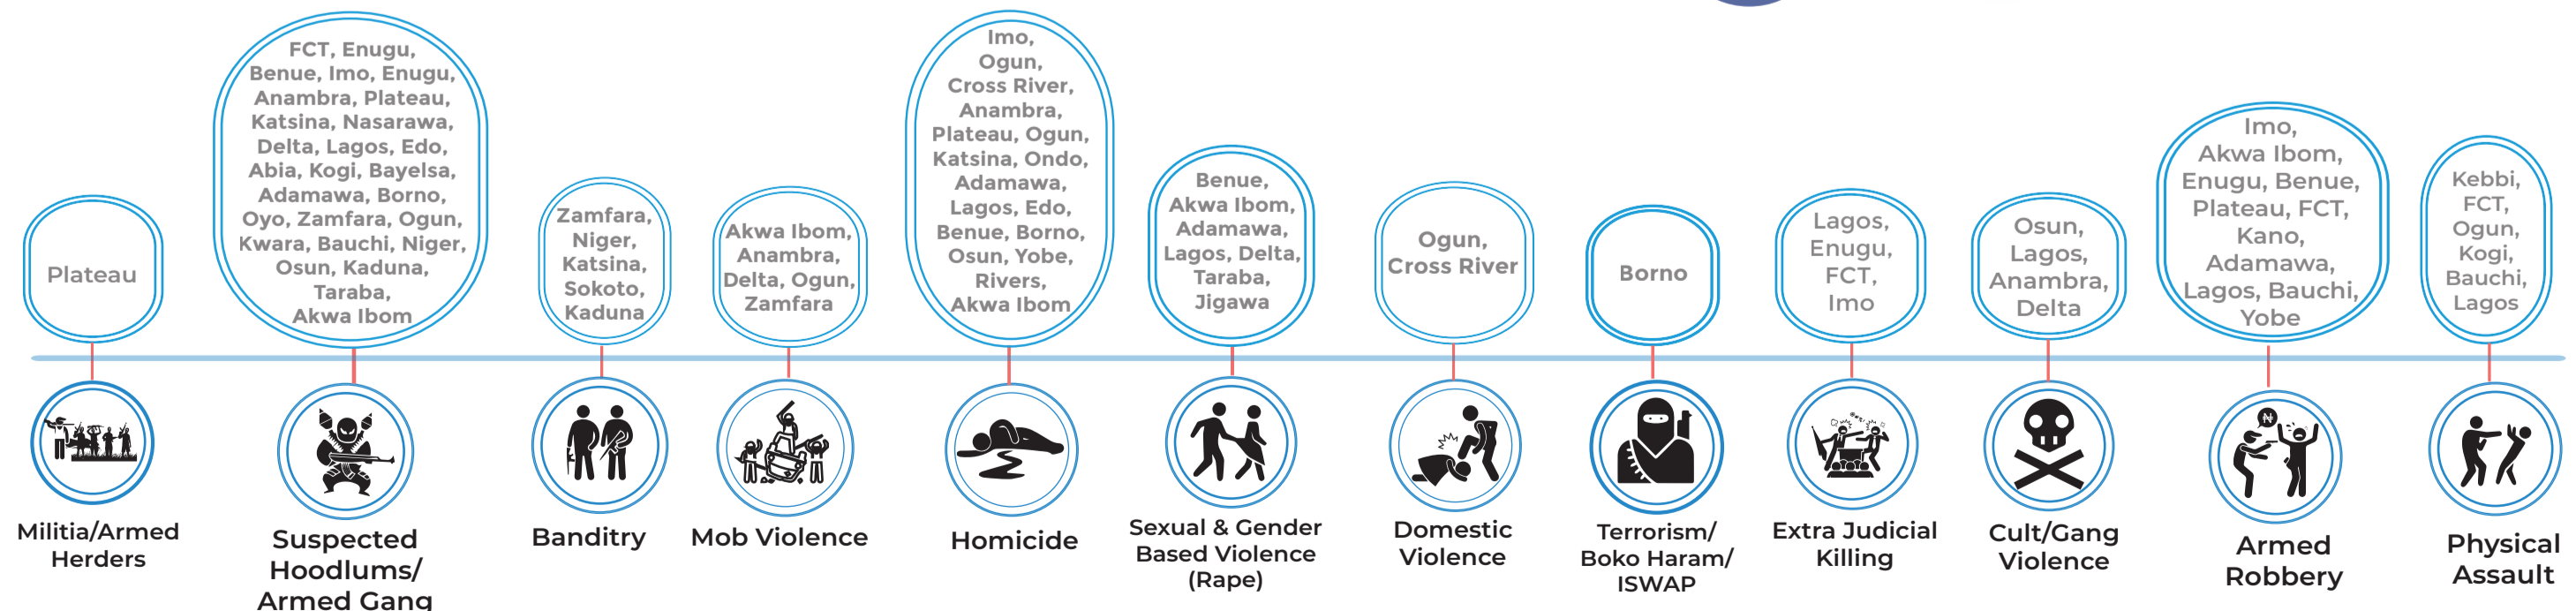 Plateau
FCT, Enugu,
Benue, Imo, Enugu,
Anambra, Plateau,
Katsina, Nasarawa,
Delta, Lagos, Edo,
Abia, Kogi, Bayelsa,
Adamawa, Borno,
Oyo, Zamfara, Ogun,
Kwara, Bauchi, Niger,
Osun, Kaduna,
Taraba,
Akwa Ibom
Zamfara,
Niger,
Katsina,
Sokoto,
Kaduna
Akwa Ibom,
Anambra,
Delta, Ogun,
Zamfara
Imo,
Ogun,
Cross River,
Anambra,
Plateau, Ogun,
Katsina, Ondo,
Adamawa,
Lagos, Edo,
Benue, Borno,
Osun, Yobe,
Rivers,
Akwa Ibom
Benue,
Akwa Ibom,
Adamawa,
Lagos, Delta,
Taraba,
Jigawa
Ogun,
Cross River
Borno
Lagos,
Enugu,
FCT,
Imo
Osun,
Lagos,
Anambra,
Delta
Imo,
Akwa Ibom,
Enugu, Benue,
Plateau, FCT,
Kano,
Adamawa,
Lagos, Bauchi,
Yobe
Kebbi,
FCT,
Ogun,
Kogi,
Bauchi,
Lagos
Militia/Armed
Herders
Suspected
Hoodlums/
Armed Gang
Banditry
Mob Violence
Homicide
Sexual & Gender
Based Violence
(Rape)
Domestic
Violence
Terrorism/
Boko Haram/
ISWAP
Extra Judicial
Killing
Cult/Gang
Violence
Armed
Robbery
Physical
Assault